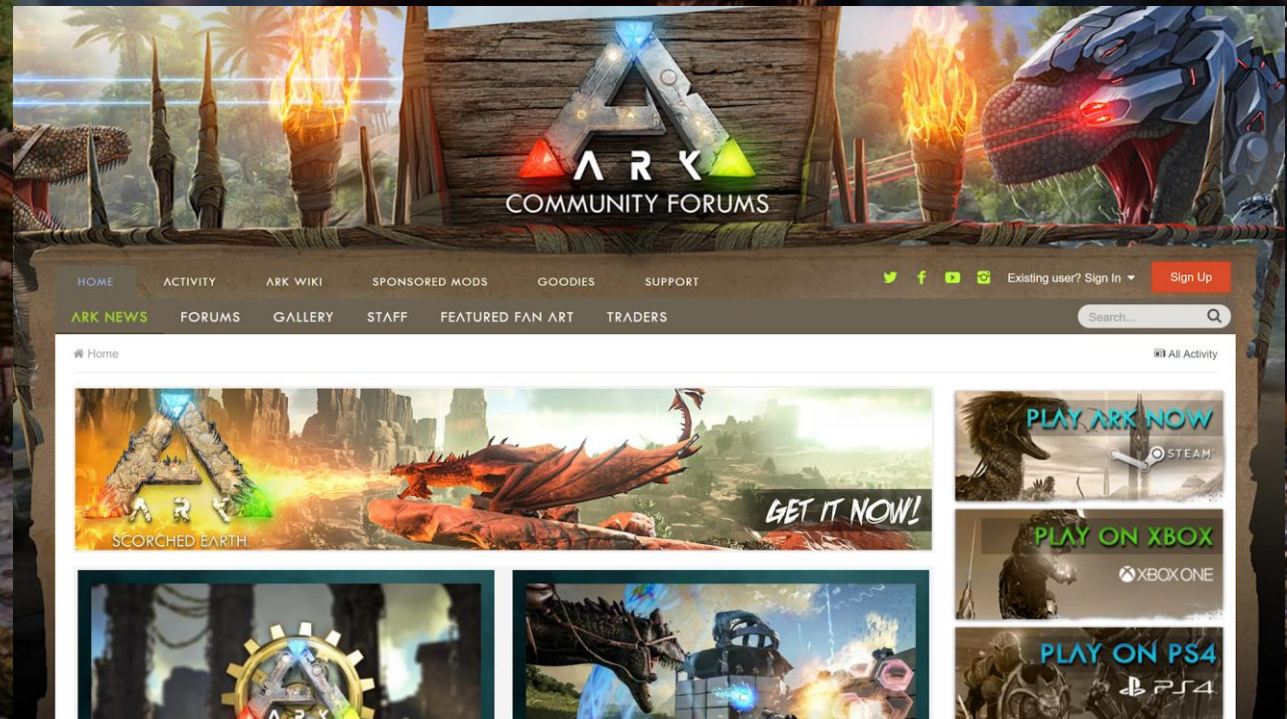 ARK
COMMUNITY FORUMS
HOME ACTIVITY ARK WIKI SPONSORED MODS GOODIES SUPPORT Existing user? Sign In Sign Up
ARK NEWS FORUMS GALLERY STAFF FEATURED FAN ART TRADERS Search...
Home All Activity
ARK
SCORCHED EARTH
GET IT NOW!
PLAY ARK NOW
STEAM
PLAY ON XBOX
XBOX ONE
PLAY ON PS4
PS4
ARK